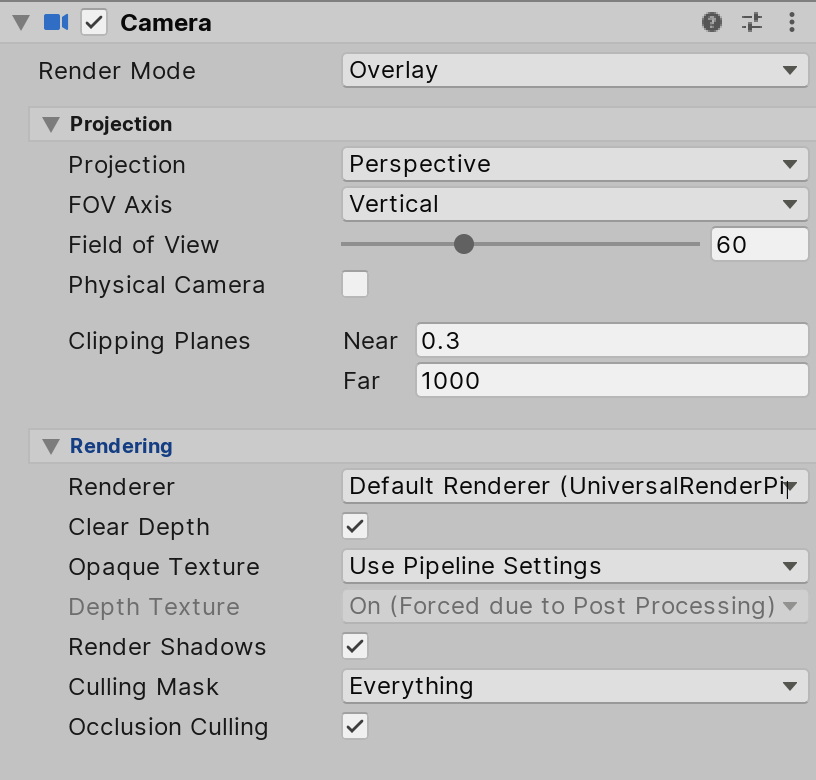 Camera
Render Mode Overlay
Projection
Projection Perspective
FOV Axis Vertical
Field of View 60
Physical Camera
Clipping Planes Near 0.3
Far 1000
Rendering
Renderer Default Renderer (UniversalRenderPi
Clear Depth
Opaque Texture Use Pipeline Settings
Depth Texture On (Forced due to Post Processing)
Render Shadows
Culling Mask Everything
Occlusion Culling